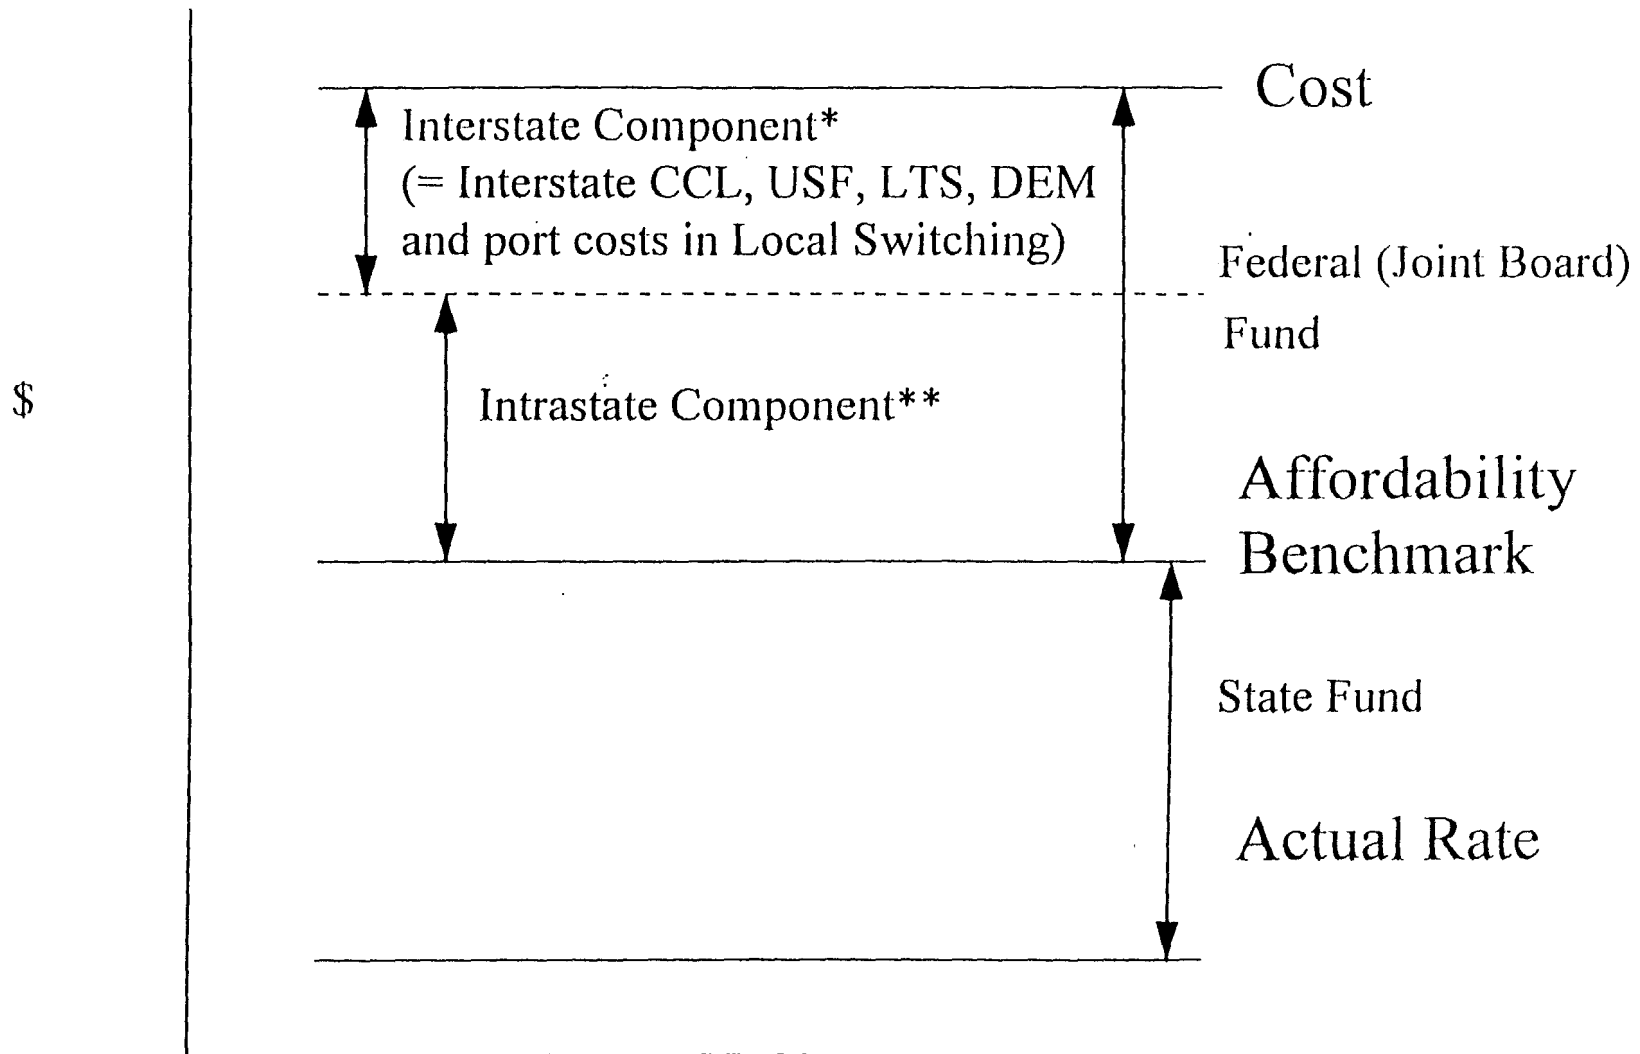 Cost
Interstate Component*
(= Interstate CCL, USF, LTS, DEM
and port costs in Local Switching)
Federal (Joint Board)
Fund
$
Intrastate Component**
Affordability
Benchmark
State Fund
Actual Rate